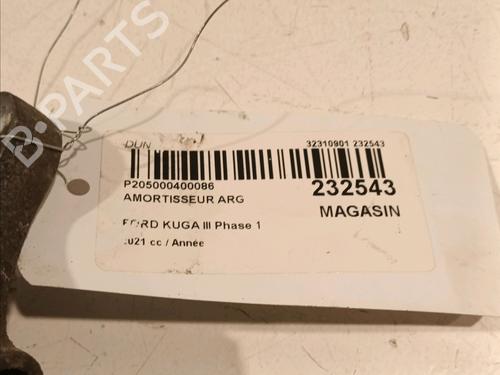 B-PARTS
DUN
32310901 232543
P205000400086
232543
AMORTISSEUR ARG
MAGASIN
FORD KUGA III Phase 1
2021 cc / Année